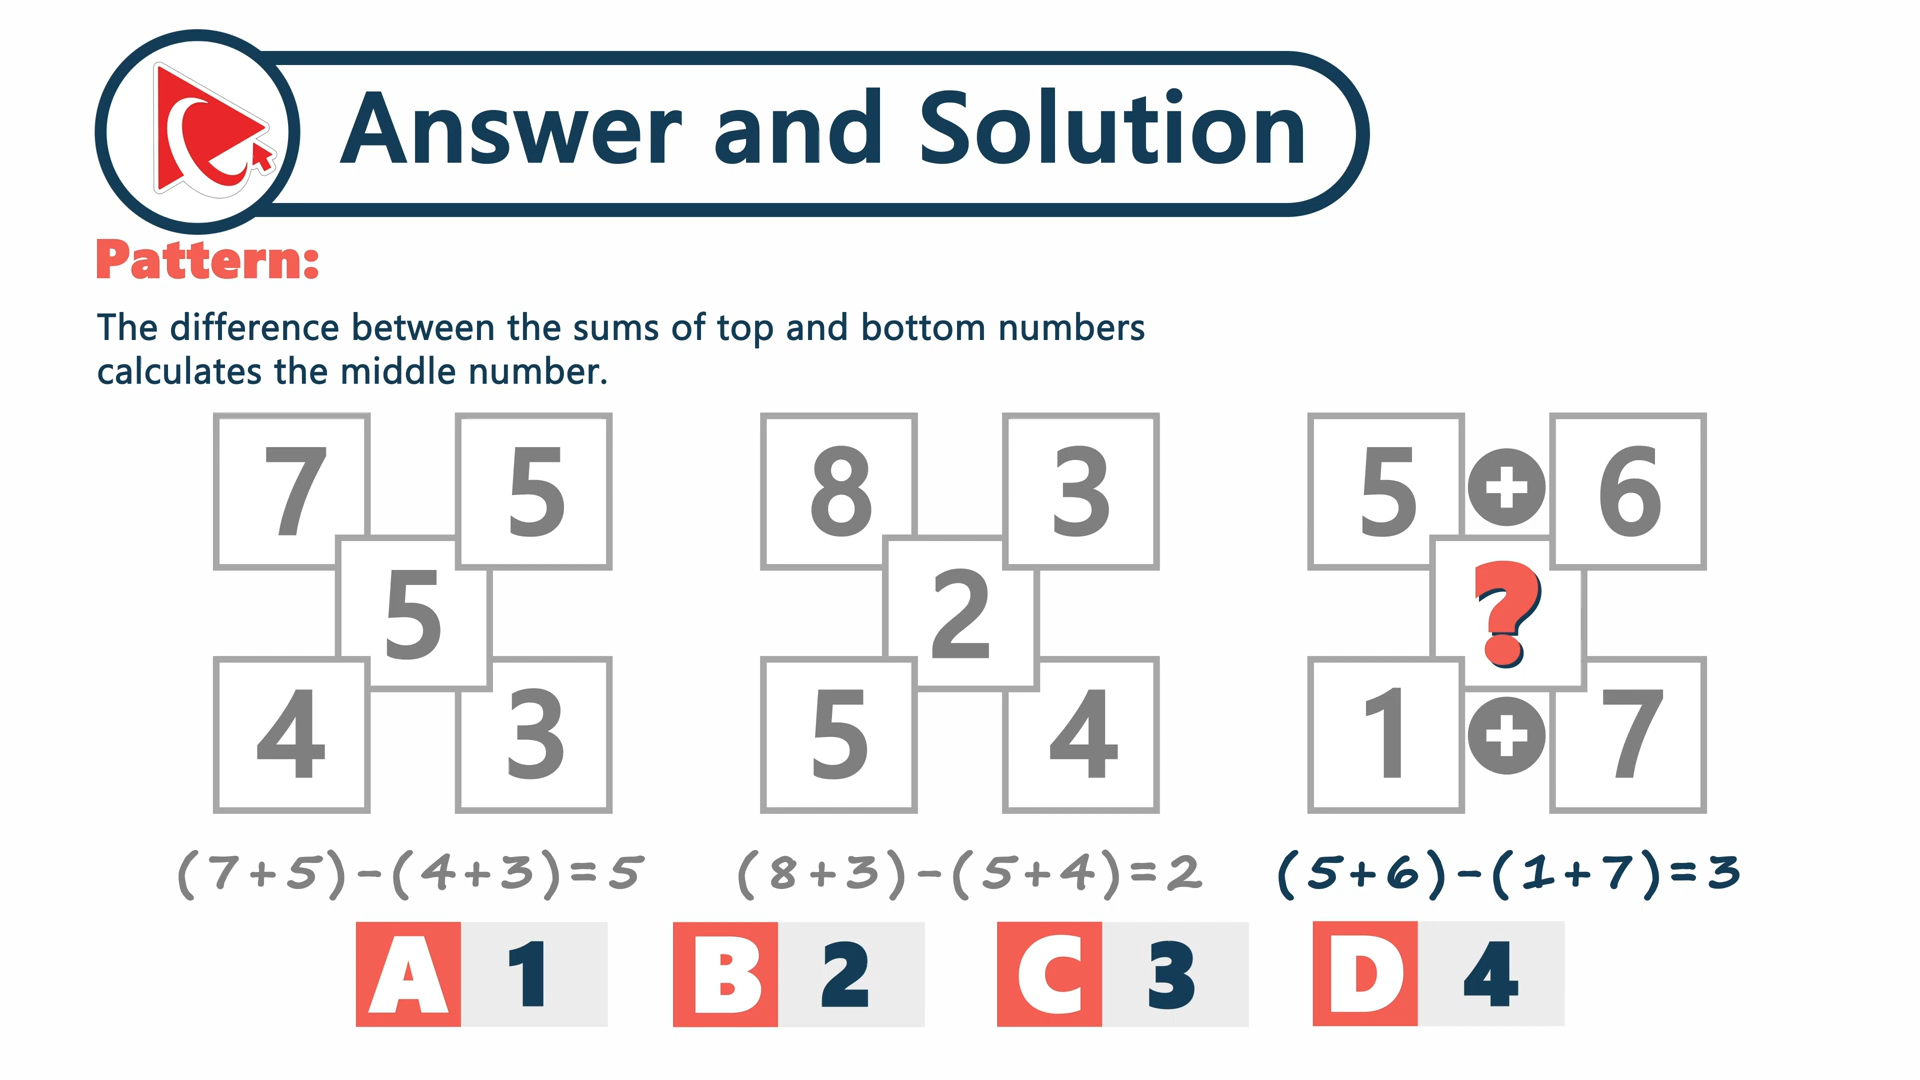 Answer and Solution
Pattern:
The difference between the sums of top and bottom numbers
calculates the middle number.
7 5 8 3 5 + 6
5 2 ?
4 3 5 4 1 + 7
(7+5)-(4+3)=5 (8+3)-(5+4)=2 (5+6)-(1+7)=3
A 1 B 2 C 3 D 4